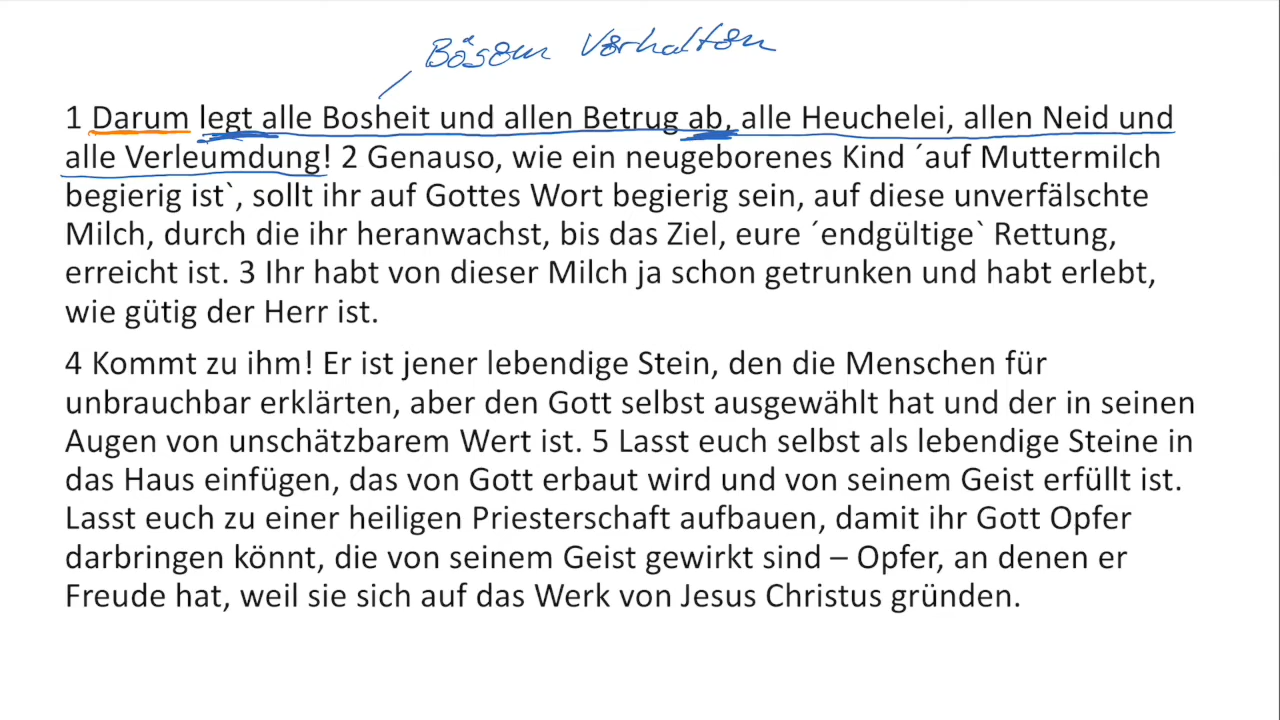 Bösem Verhalten
1 Darum legt alle Bosheit und allen Betrug ab, alle Heuchelei, allen Neid und
alle Verleumdung! 2 Genauso, wie ein neugeborenes Kind ´auf Muttermilch
begierig ist`, sollt ihr auf Gottes Wort begierig sein, auf diese unverfälschte
Milch, durch die ihr heranwachst, bis das Ziel, eure ´endgültige` Rettung,
erreicht ist. 3 Ihr habt von dieser Milch ja schon getrunken und habt erlebt,
wie gütig der Herr ist.
4 Kommt zu ihm! Er ist jener lebendige Stein, den die Menschen für
unbrauchbar erklärten, aber den Gott selbst ausgewählt hat und der in seinen
Augen von unschätzbarem Wert ist. 5 Lasst euch selbst als lebendige Steine in
das Haus einfügen, das von Gott erbaut wird und von seinem Geist erfüllt ist.
Lasst euch zu einer heiligen Priesterschaft aufbauen, damit ihr Gott Opfer
darbringen könnt, die von seinem Geist gewirkt sind – Opfer, an denen er
Freude hat, weil sie sich auf das Werk von Jesus Christus gründen.